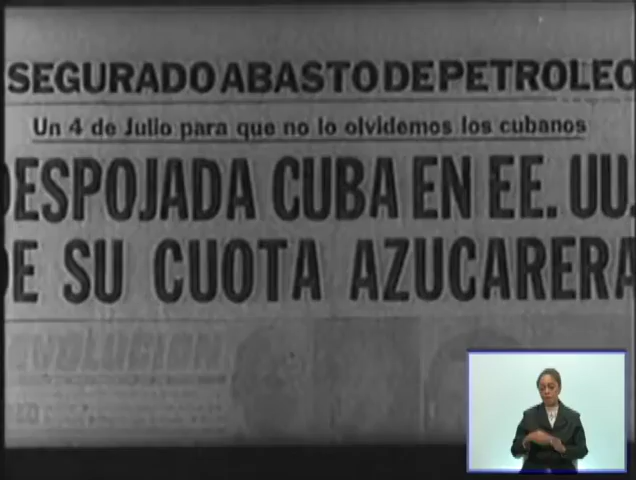 SEGURADO ABASTO DE PETROLEO
Un 4 de Julio para que no lo olvidemos los cubanos
DESPOJADA CUBA EN EE. UU.
DE SU CUOTA AZUCARERA
EVOLUCION